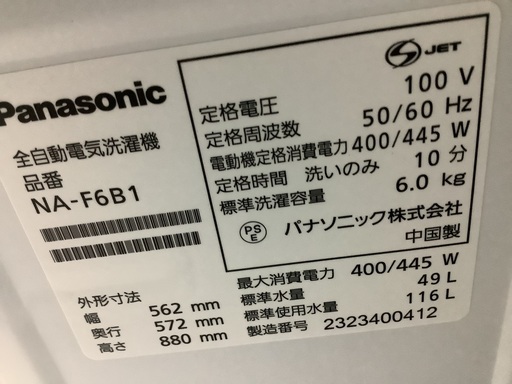 Panasonic
全自動電気洗濯機
品番
NA-F6B1
外形寸法
幅 562 mm
奥行 572 mm
高さ 880 mm
S JET
定格電圧 100 V
定格周波数 50/60 Hz
電動機定格消費電力 400/445 W
定格時間 洗いのみ 10 分
標準洗濯容量 6.0 kg
PSE パナソニック株式会社
中国製
最大消費電力 400/445 W
標準水量 49 L
標準使用水量 116 L
製造番号 2323400412